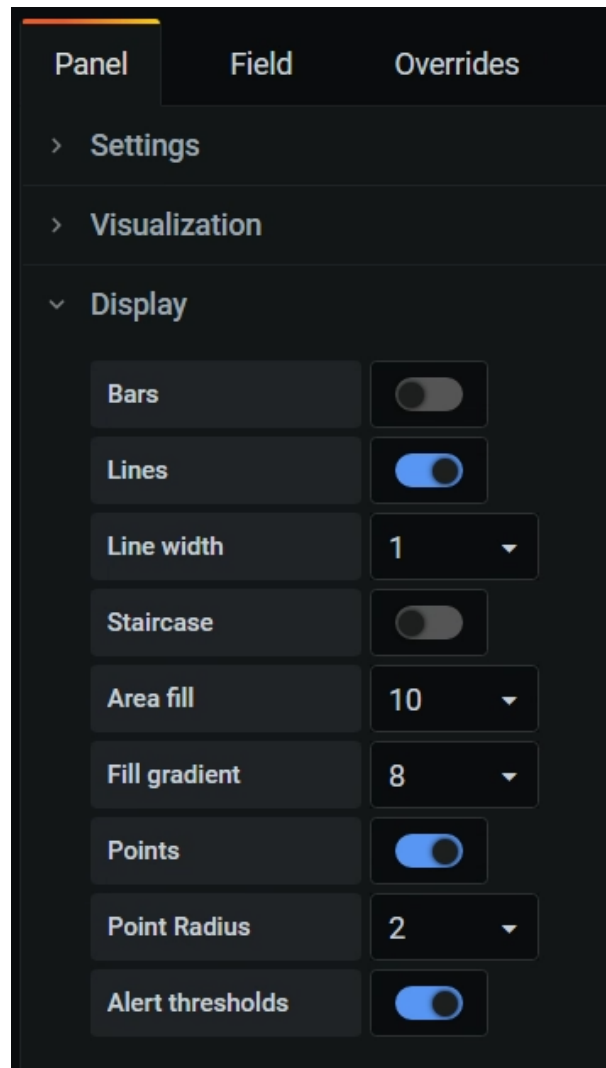 Panel Field Overrides
Settings
Visualization
Display
Bars
Lines
Line width 1
Staircase
Area fill 10
Fill gradient 8
Points
Point Radius 2
Alert thresholds